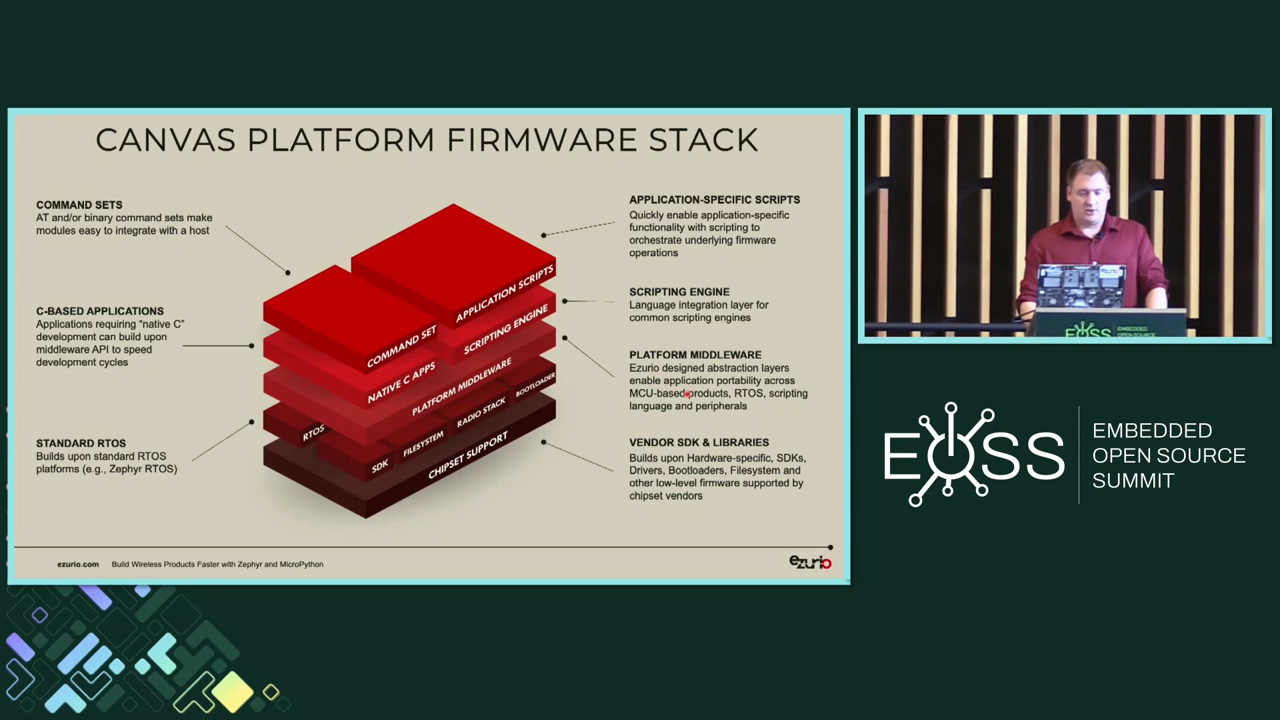 CANVAS PLATFORM FIRMWARE STACK
COMMAND SETS
AT and/or binary command sets make
modules easy to integrate with a host
C-BASED APPLICATIONS
Applications requiring "native C"
development can build upon
middleware API to speed
development cycles
STANDARD RTOS
Builds upon standard RTOS
platforms (e.g., Zephyr RTOS)
COMMAND SET
APPLICATION SCRIPTS
NATIVE C APPS
SCRIPTING ENGINE
PLATFORM MIDDLEWARE
RTOS
SDK
FILESYSTEM
RADIO STACK
BOOTLOADER
CHIPSET SUPPORT
APPLICATION-SPECIFIC SCRIPTS
Quickly enable application-specific
functionality with scripting to
orchestrate underlying firmware
operations
SCRIPTING ENGINE
Language integration layer for
common scripting engines
PLATFORM MIDDLEWARE
Ezurio designed abstraction layers
enable application portability across
MCU-based products, RTOS, scripting
language and peripherals
VENDOR SDK & LIBRARIES
Builds upon Hardware-specific, SDKs,
Drivers, Bootloaders, Filesystem and
other low-level firmware supported by
chipset vendors
ezurio.com Build Wireless Products Faster with Zephyr and MicroPython
ezurio
EOSS
EMBEDDED
OPEN SOURCE
SUMMIT
EOSS
EMBEDDED
OPEN SOURCE
SUMMIT